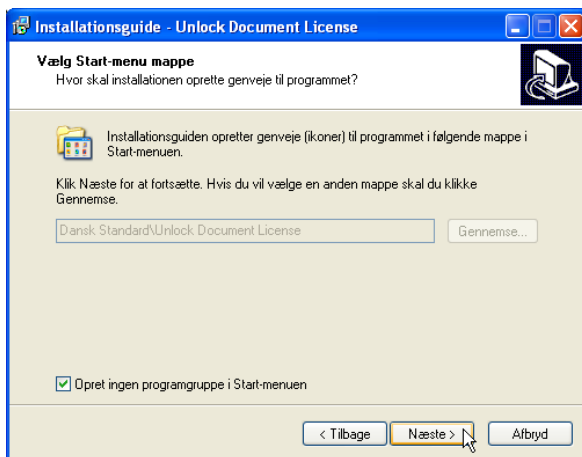 Installationsguide - Unlock Document License
Vælg Start-menu mappe
Hvor skal installationen oprette genveje til programmet?
Installationsguiden opretter genveje (ikoner) til programmet i følgende mappe i
Start-menuen.
Klik Næste for at fortsætte. Hvis du vil vælge en anden mappe skal du klikke
Gennemse.
Dansk Standard\Unlock Document License
Gennemse...
Opret ingen programgruppe i Start-menuen
< Tilbage
Næste >
Afbryd